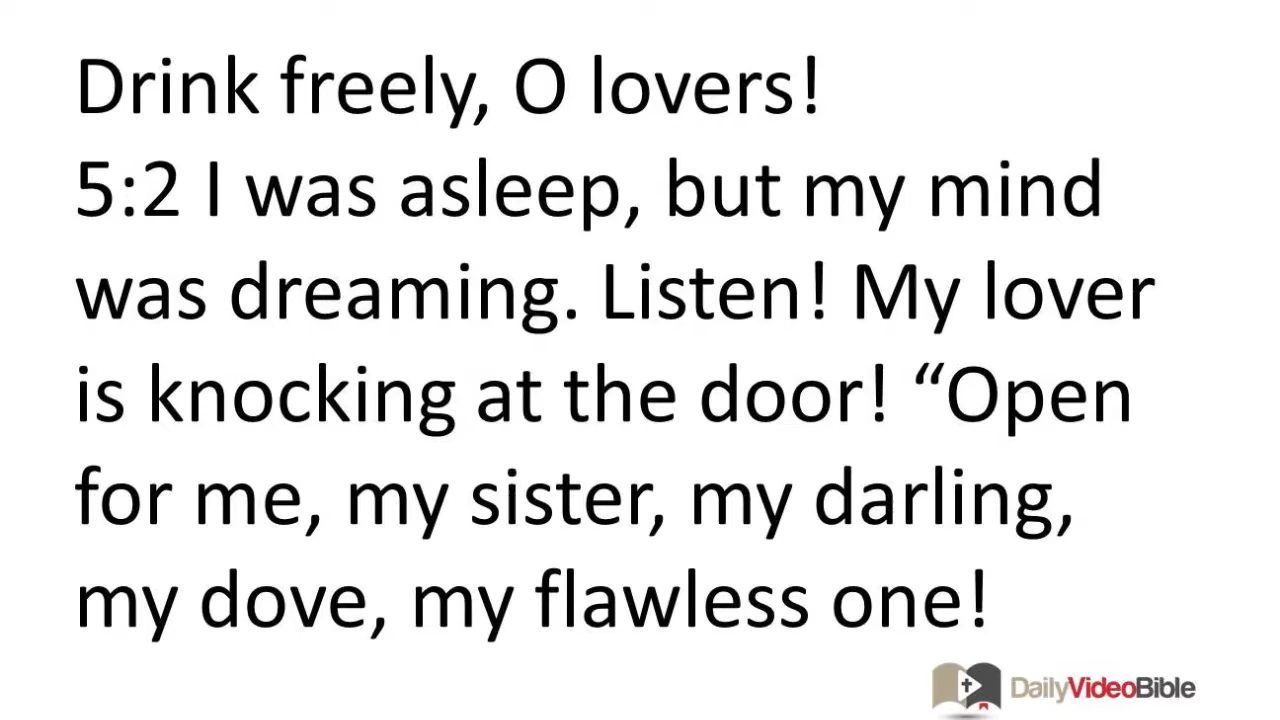 Drink freely, O lovers!
5:2 I was asleep, but my mind
was dreaming. Listen! My lover
is knocking at the door! “Open
for me, my sister, my darling,
my dove, my flawless one!
DailyVideoBible